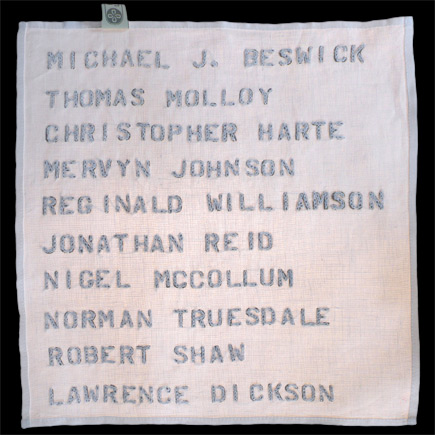 MICHAEL J. BESWICK
THOMAS MOLLOY
CHRISTOPHER HARTE
MERVYN JOHNSON
REGINALD WILLIAMSON
JONATHAN REID
NIGEL MCCOLLUM
NORMAN TRUESDALE
ROBERT SHAW
LAWRENCE DICKSON